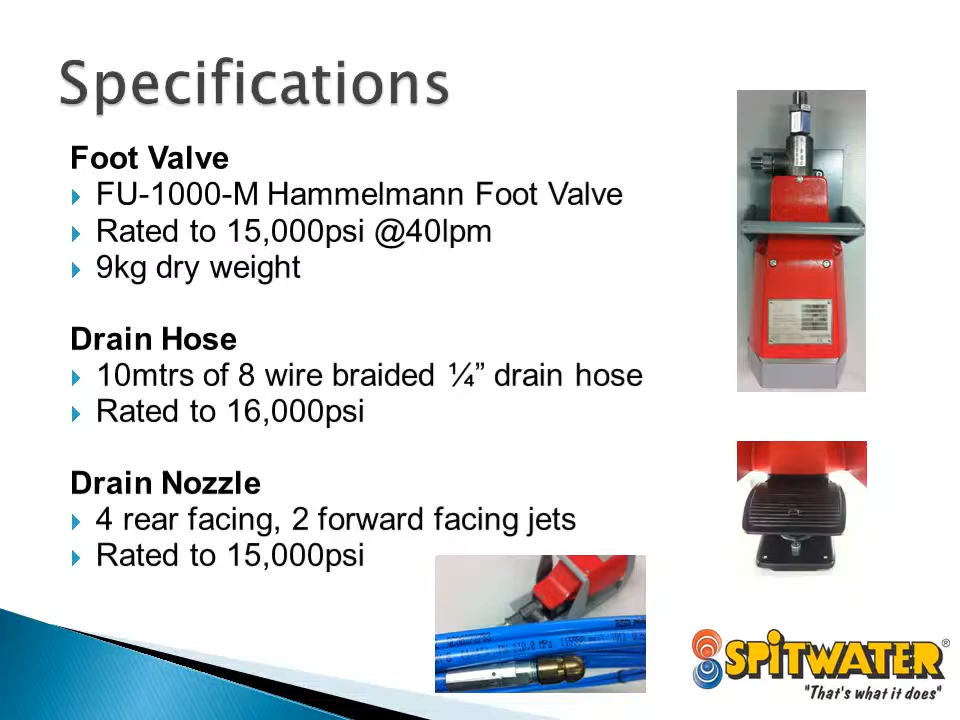 Specifications
Foot Valve
FU-1000-M Hammelmann Foot Valve
Rated to 15,000psi @40lpm
9kg dry weight
Drain Hose
10mtrs of 8 wire braided ¼” drain hose
Rated to 16,000psi
Drain Nozzle
4 rear facing, 2 forward facing jets
Rated to 15,000psi
SPITWATER®
"That's what it does"